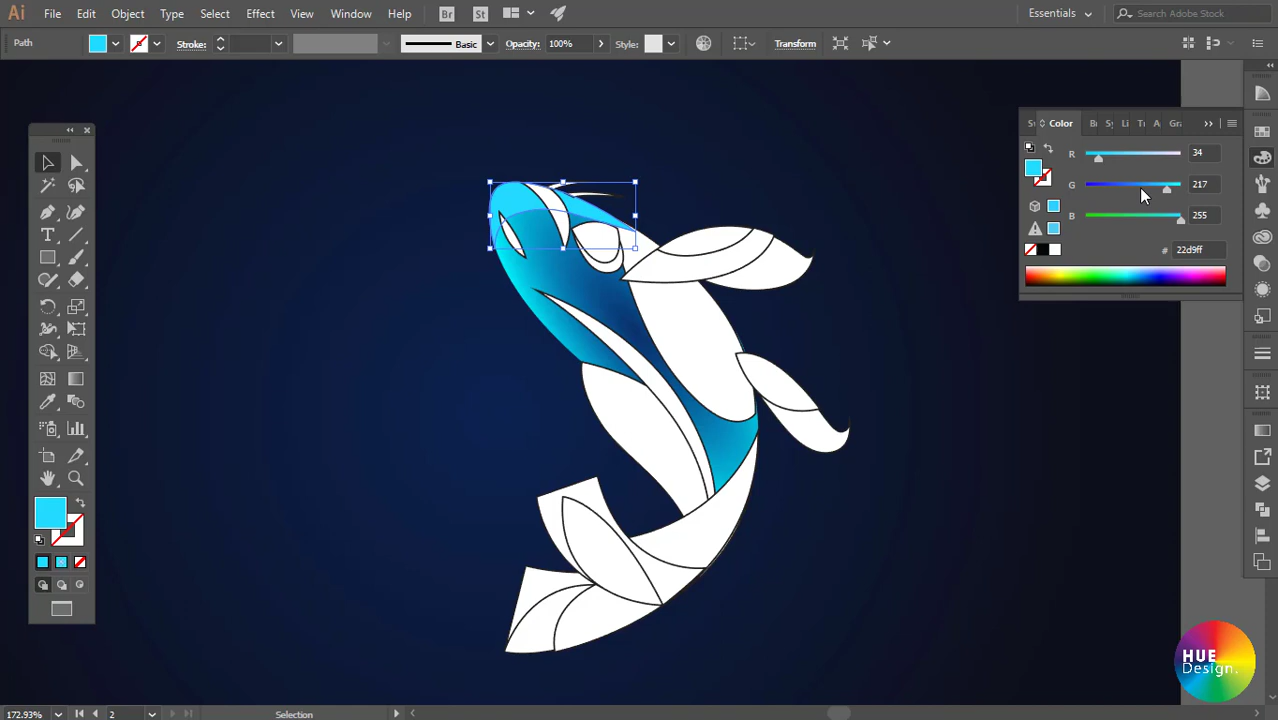 Ai File Edit Object Type Select Effect View Window Help Br St Essentials Search Adobe Stock
Path Stroke: Basic Opacity: 100% Style: Transform
Color Gra
R 34
G 217
B 255
# 22d9ff
HUE
Design.
172.93% 2 Selection